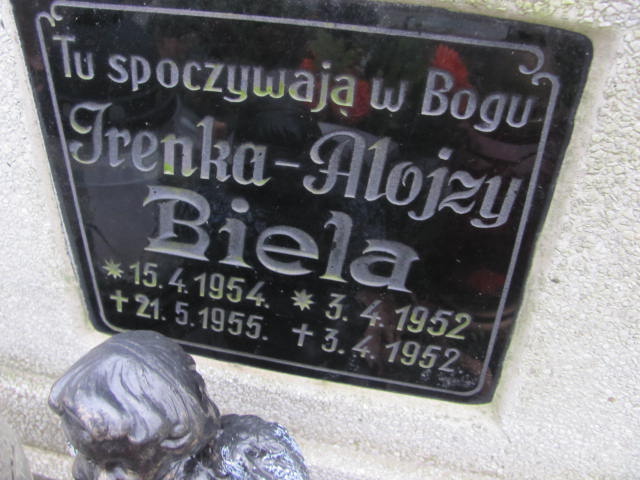 Tu spoczywają w Bogu
Irenka-Alojzy
Biela
* 15.4.1954. * 3.4.1952
† 21.5.1955. † 3.4.1952.